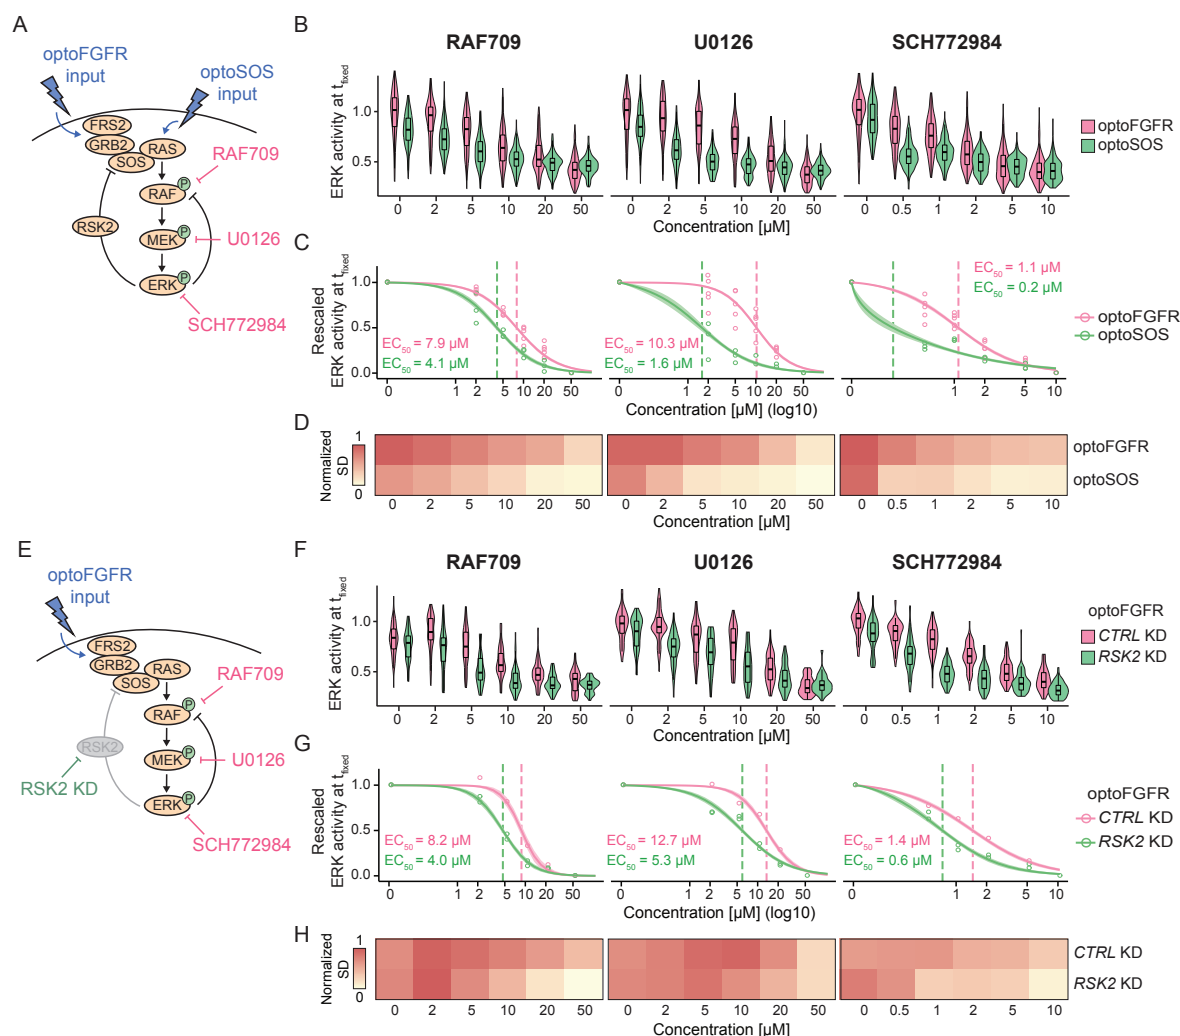 A
optoFGFR
input
optoSOS
input
FRS2
GRB2
SOS
RAS
RAF709
RAF
P
RSK2
MEK
P
U0126
ERK
P
SCH772984
B
RAF709
U0126
SCH772984
ERK activity at t_fixed
1.0
0.5
0 2 5 10 20 50
0 2 5 10 20 50
0 0.5 1 2 5 10
Concentration [µM]
optoFGFR
optoSOS
C
Rescaled
ERK activity at t_fixed
1.0
0.5
0.0
EC50 = 7.9 µM
EC50 = 4.1 µM
EC50 = 10.3 µM
EC50 = 1.6 µM
EC50 = 1.1 µM
EC50 = 0.2 µM
0 1 2 5 10 20 50
0 1 2 5 10 20 50
0 1 2 5 10
Concentration [µM] (log10)
optoFGFR
optoSOS
D
Normalized
SD
1
0
optoFGFR
optoSOS
0 2 5 10 20 50
0 2 5 10 20 50
0 0.5 1 2 5 10
Concentration [µM]
E
optoFGFR
input
FRS2
GRB2
SOS
RAS
RAF709
RAF
P
RSK2
MEK
P
U0126
RSK2 KD
ERK
P
SCH772984
F
RAF709
U0126
SCH772984
ERK activity at t_fixed
1.0
0.5
0 2 5 10 20 50
0 2 5 10 20 50
0 0.5 1 2 5 10
Concentration [µM]
optoFGFR
CTRL KD
RSK2 KD
G
Rescaled
ERK activity at t_fixed
1.0
0.5
0.0
EC50 = 8.2 µM
EC50 = 4.0 µM
EC50 = 12.7 µM
EC50 = 5.3 µM
EC50 = 1.4 µM
EC50 = 0.6 µM
0 1 2 5 10 20 50
0 1 2 5 10 20 50
0 1 2 5 10
Concentration [µM] (log10)
optoFGFR
CTRL KD
RSK2 KD
H
Normalized
SD
1
0
CTRL KD
RSK2 KD
0 2 5 10 20 50
0 2 5 10 20 50
0 0.5 1 2 5 10
Concentration [µM]